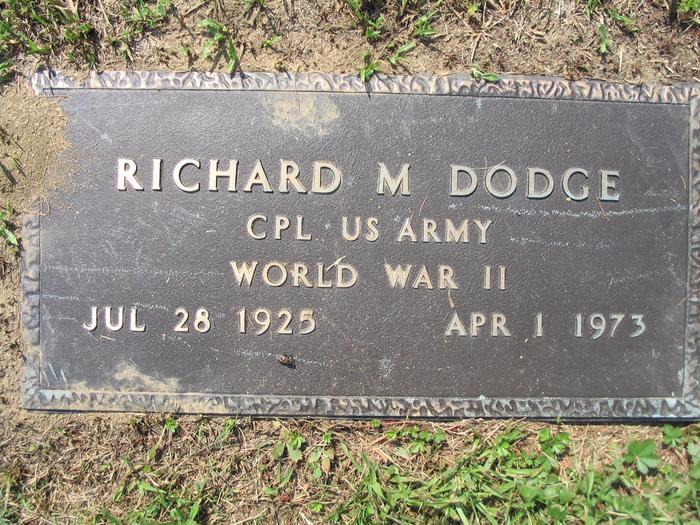 RICHARD M DODGE
CPL US ARMY
WORLD WAR II
JUL 28 1925 APR 1 1973